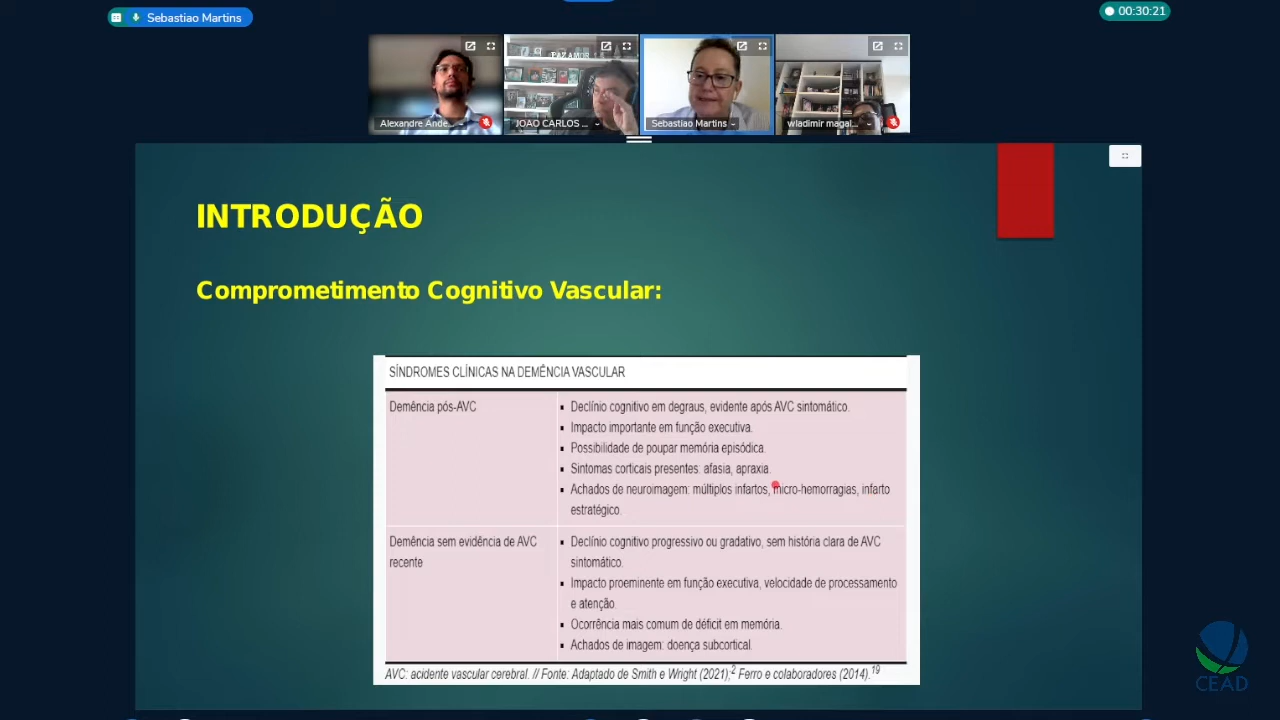 Sebastiao Martins
00:30:21
Alexandre Ande...
JOAO CARLOS ...
Sebastiao Martins
wladimir magal...
INTRODUÇÃO
Comprometimento Cognitivo Vascular:
SÍNDROMES CLÍNICAS NA DEMÊNCIA VASCULAR
Demência pós-AVC
▪ Declínio cognitivo em degraus, evidente após AVC sintomático.
▪ Impacto importante em função executiva.
▪ Possibilidade de poupar memória episódica.
▪ Sintomas corticais presentes: afasia, apraxia.
▪ Achados de neuroimagem: múltiplos infartos, micro-hemorragias, infarto
estratégico.
Demência sem evidência de AVC
recente
▪ Declínio cognitivo progressivo ou gradativo, sem história clara de AVC
sintomático.
▪ Impacto proeminente em função executiva, velocidade de processamento
e atenção.
▪ Ocorrência mais comum de déficit em memória.
▪ Achados de imagem: doença subcortical.
AVC: acidente vascular cerebral. // Fonte: Adaptado de Smith e Wright (2021);2 Ferro e colaboradores (2014).19
CEAD